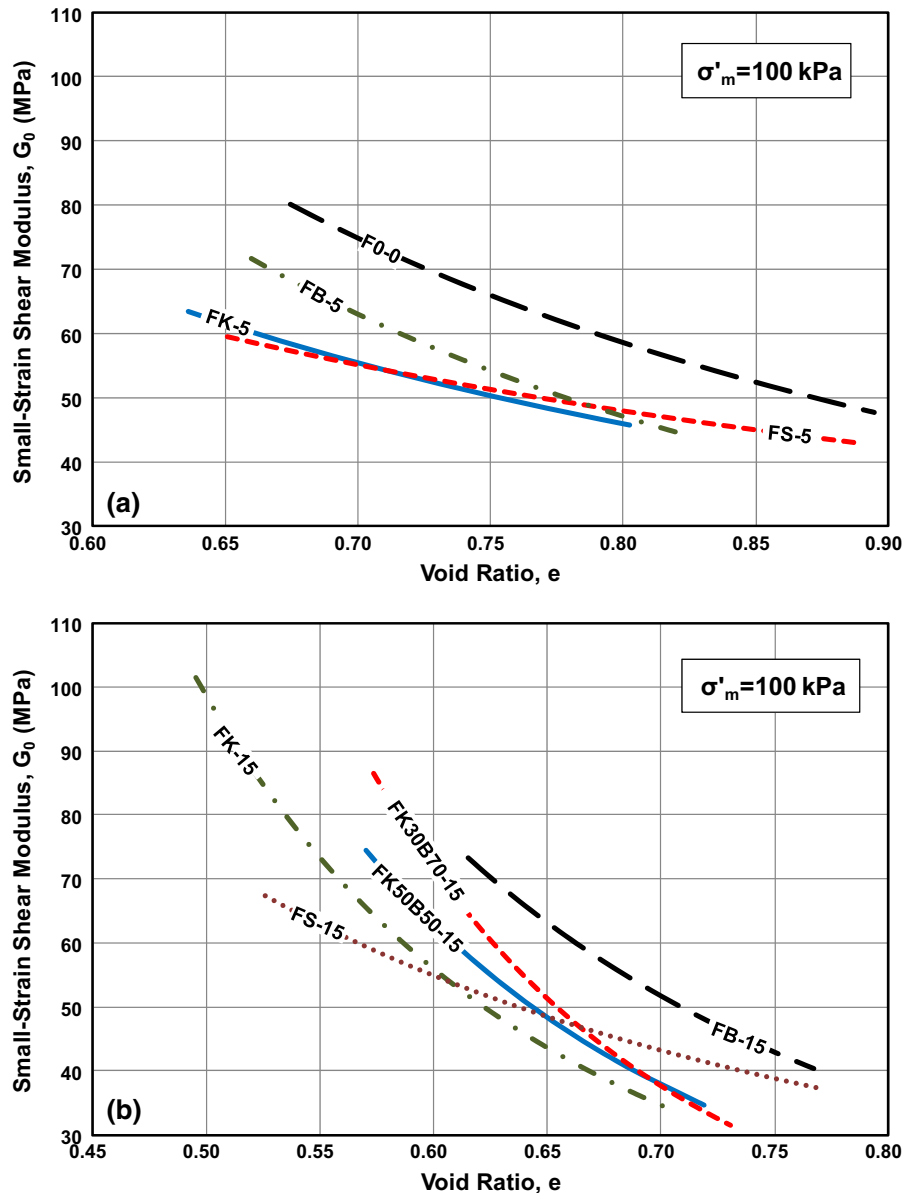 110
100
90
80
70
60
50
40
30
Small-Strain Shear Modulus, G₀ (MPa)
σ'ₘ=100 kPa
F0-0
FB-5
FK-5
FS-5
(a)
0.60 0.65 0.70 0.75 0.80 0.85 0.90
Void Ratio, e
110
100
90
80
70
60
50
40
30
Small-Strain Shear Modulus, G₀ (MPa)
σ'ₘ=100 kPa
FK-15
FK30B70-15
FK50B50-15
FS-15
FB-15
(b)
0.45 0.50 0.55 0.60 0.65 0.70 0.75 0.80
Void Ratio, e